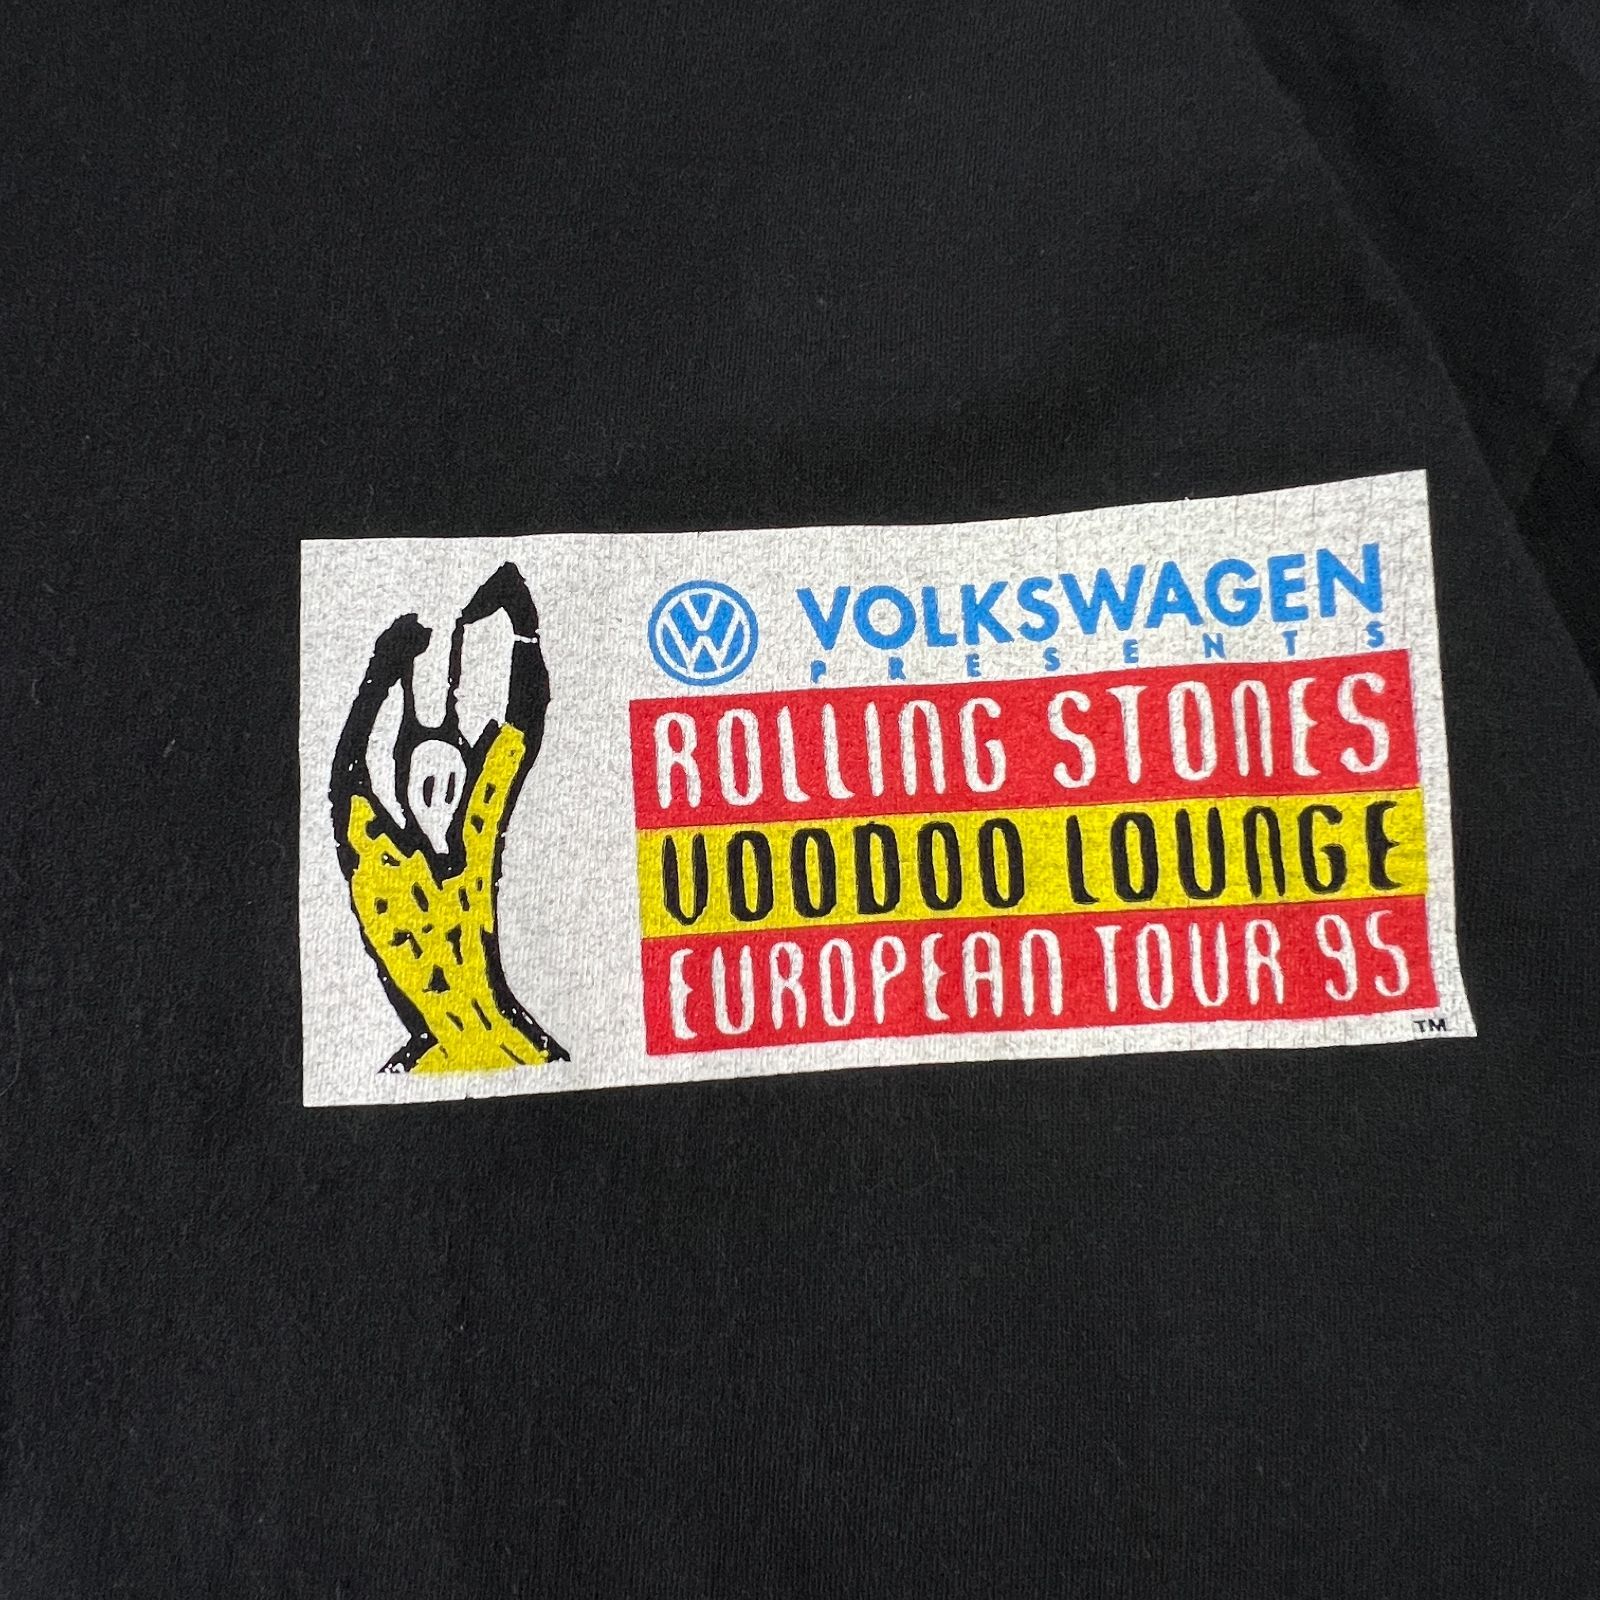 VOLKSWAGEN
PRESENTS
ROLLING STONES
VOODOO LOUNGE
EUROPEAN TOUR 95
TM